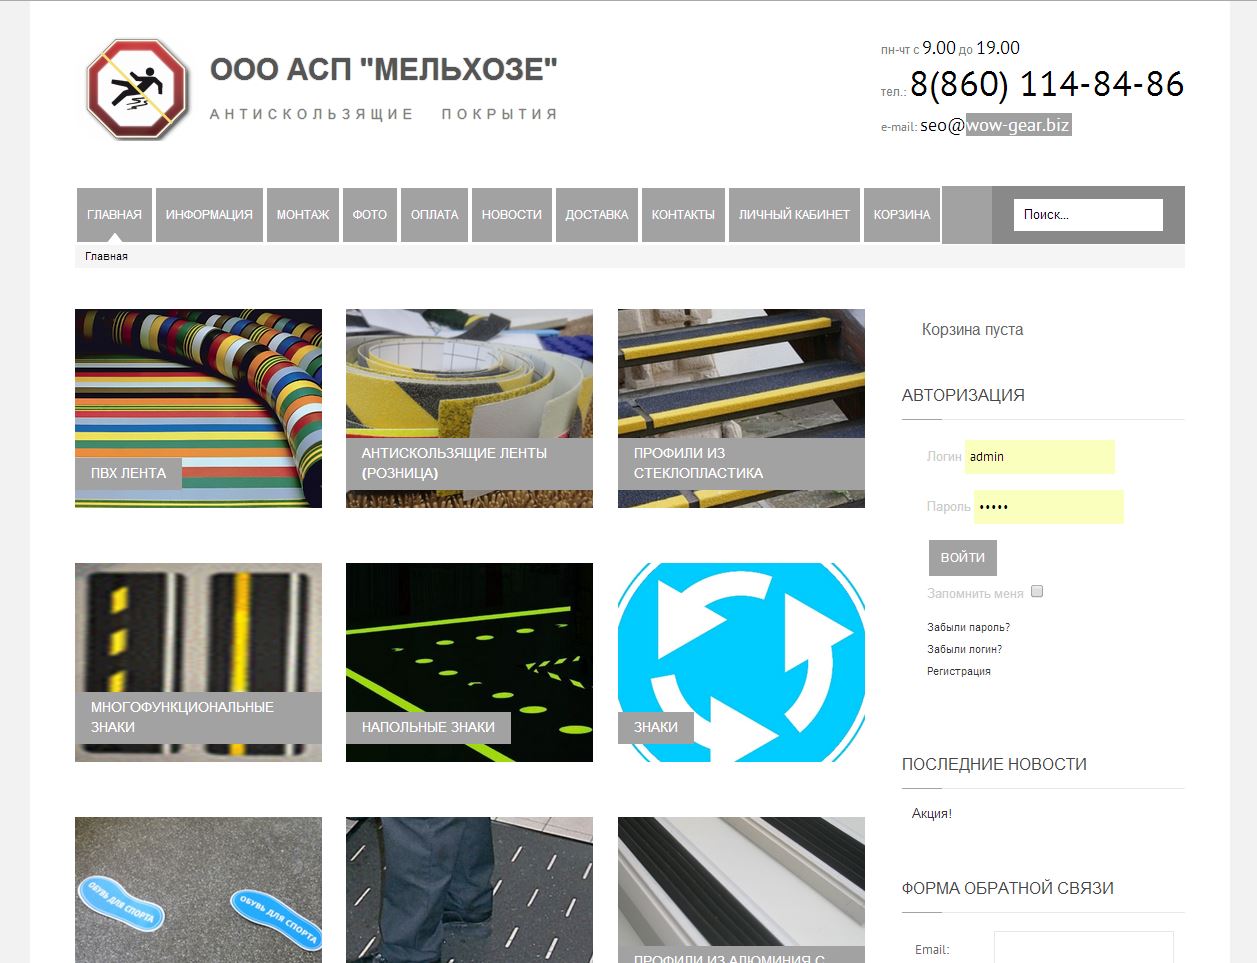 ООО АСП "МЕЛЬХОЗЕ"
АНТИСКОЛЬЗЯЩИЕ ПОКРЫТИЯ
пн-чт с 9.00 до 19.00
тел.: 8(860) 114-84-86
e-mail: seo@wow-gear.biz
ГЛАВНАЯ ИНФОРМАЦИЯ МОНТАЖ ФОТО ОПЛАТА НОВОСТИ ДОСТАВКА КОНТАКТЫ ЛИЧНЫЙ КАБИНЕТ КОРЗИНА Поиск...
Главная
ПВХ ЛЕНТА
АНТИСКОЛЬЗЯЩИЕ ЛЕНТЫ
(РОЗНИЦА)
ПРОФИЛИ ИЗ
СТЕКЛОПЛАСТИКА
МНОГОФУНКЦИОНАЛЬНЫЕ
ЗНАКИ
НАПОЛЬНЫЕ ЗНАКИ
ЗНАКИ
ОБУВЬ ДЛЯ СПОРТА
ОБУВЬ ДЛЯ СПОРТА
ПРОФИЛИ ИЗ АЛЮМИНИЯ С
Корзина пуста
АВТОРИЗАЦИЯ
Логин admin
Пароль •••••
ВОЙТИ
Запомнить меня
Забыли пароль?
Забыли логин?
Регистрация
ПОСЛЕДНИЕ НОВОСТИ
Акция!
ФОРМА ОБРАТНОЙ СВЯЗИ
Email: